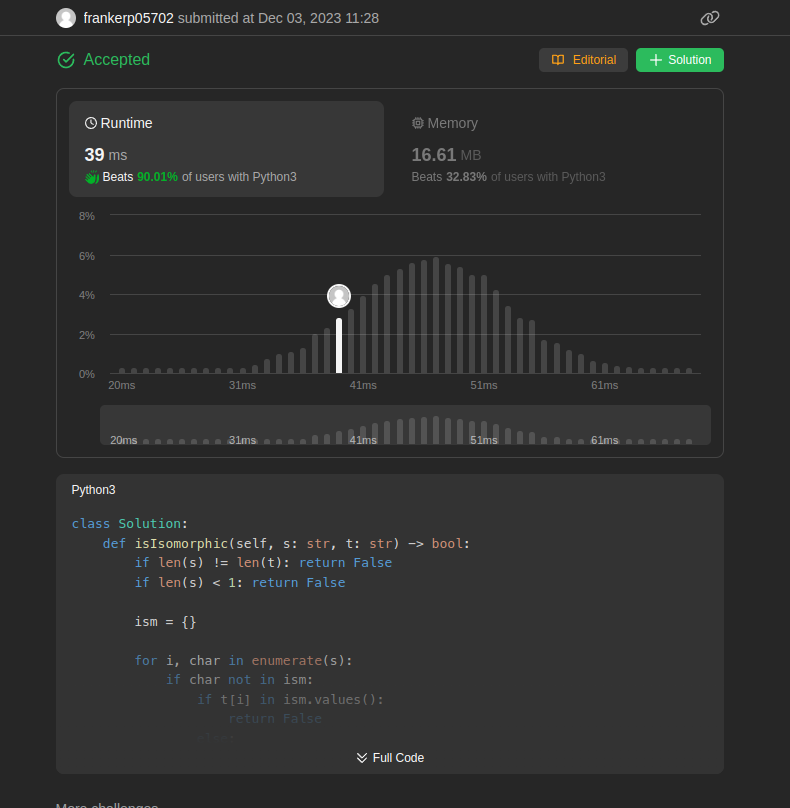 frankerp05702 submitted at Dec 03, 2023 11:28
Accepted
Editorial
Solution
Runtime
Memory
39 ms
16.61 MB
Beats 90.01% of users with Python3
Beats 32.83% of users with Python3
8%
6%
4%
2%
0%
20ms 31ms 41ms 51ms 61ms
20ms 31ms 41ms 51ms 61ms
Python3
class Solution:
    def isIsomorphic(self, s: str, t: str) -> bool:
        if len(s) != len(t): return False
        if len(s) < 1: return False
        ism = {}
        for i, char in enumerate(s):
            if char not in ism:
                if t[i] in ism.values():
                    return False
                else:
Full Code
More challenges